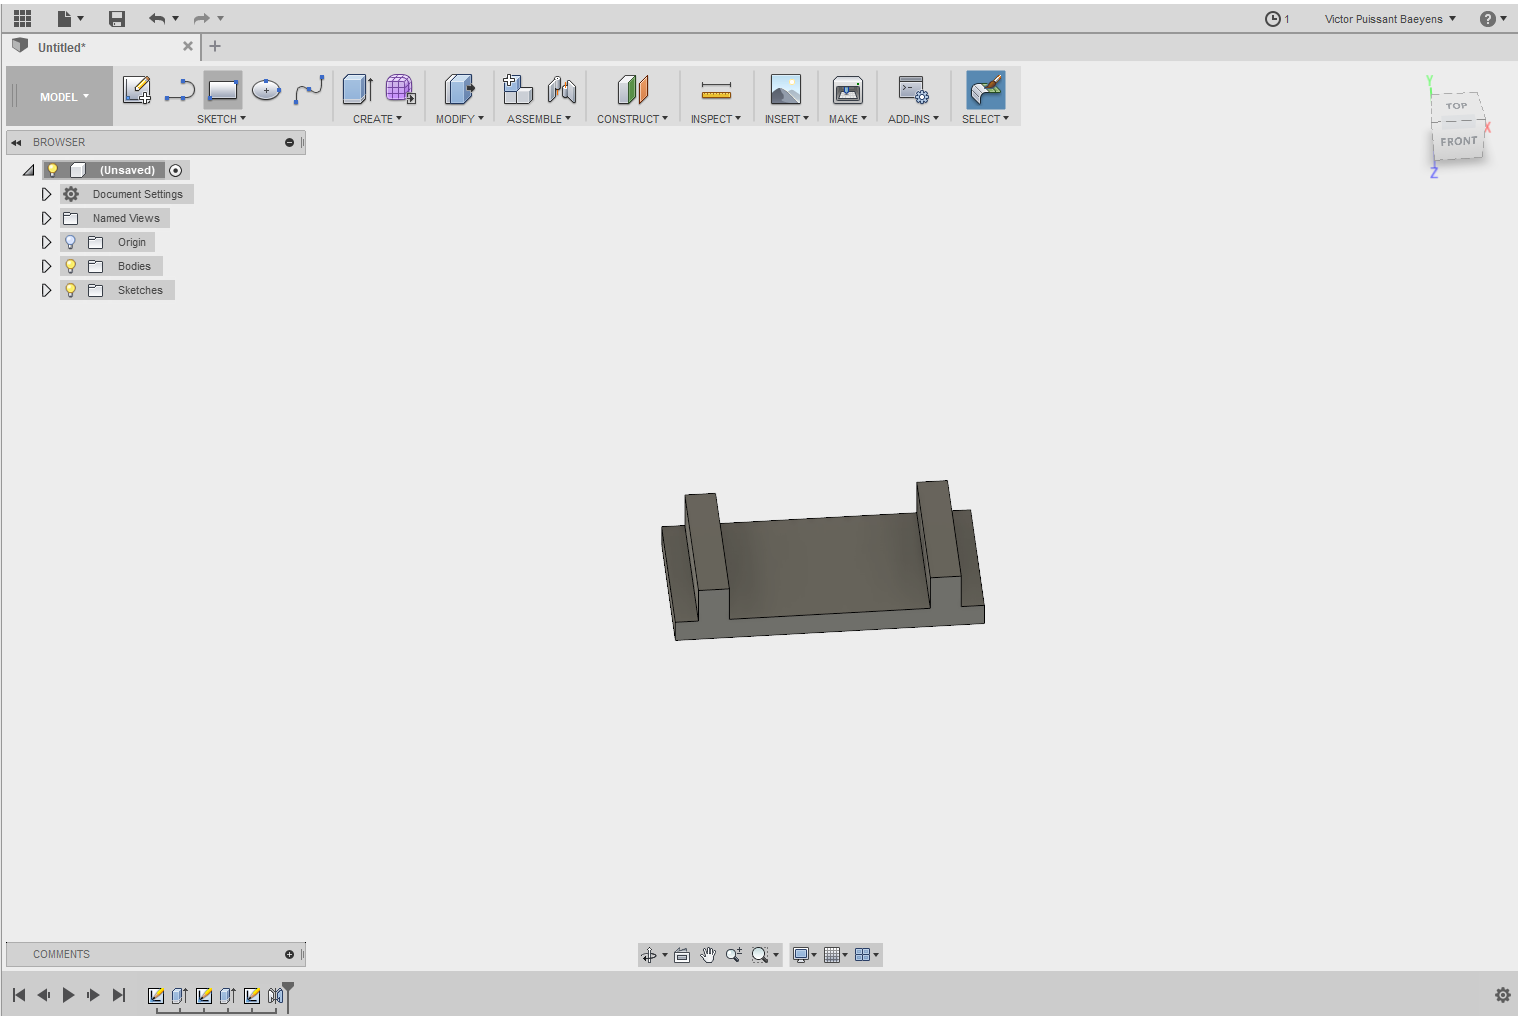 1 Victor Puissant Baeyens
Untitled*
MODEL
SKETCH CREATE MODIFY ASSEMBLE CONSTRUCT INSPECT INSERT MAKE ADD-INS SELECT
Y
TOP
X
FRONT
Z
BROWSER
(Unsaved)
Document Settings
Named Views
Origin
Bodies
Sketches
COMMENTS